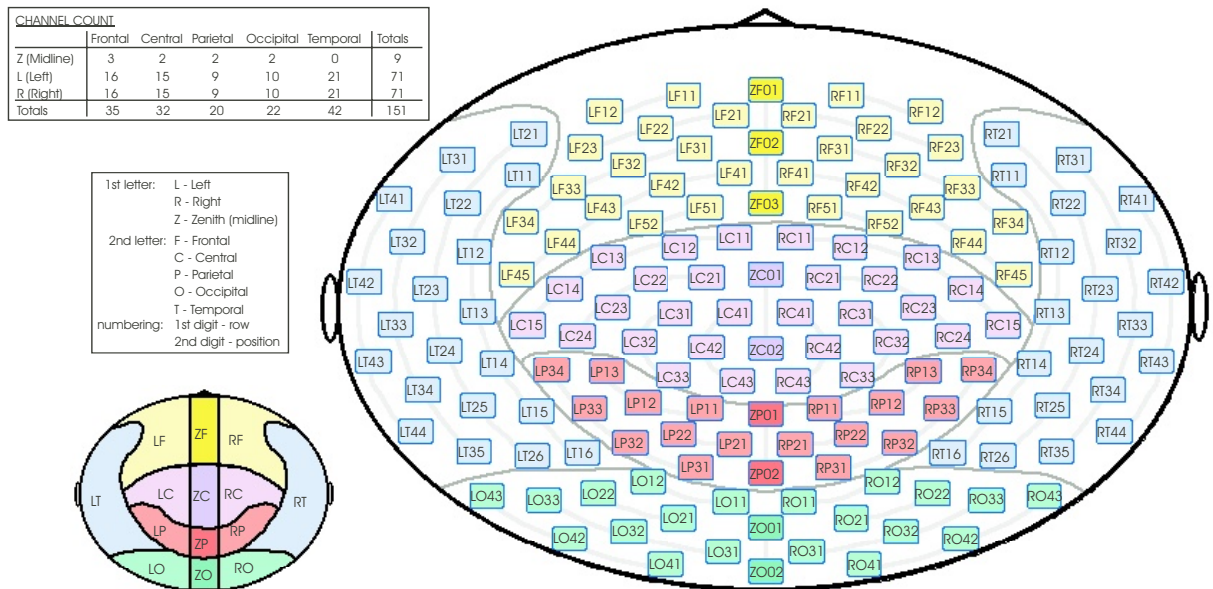 CHANNEL COUNT
Frontal Central Parietal Occipital Temporal Totals
Z (Midline) 3 2 2 2 0 9
L (Left) 16 15 9 10 21 71
R (Right) 16 15 9 10 21 71
Totals 35 32 20 22 42 151
1st letter: L - Left
R - Right
Z - Zenith (midline)
2nd letter: F - Frontal
C - Central
P - Parietal
O - Occipital
T - Temporal
numbering: 1st digit - row
2nd digit - position
LF ZF RF
LT LC ZC RC RT
LP ZP RP
LO ZO RO
LF11 ZF01 RF11
LF12 LF21 RF21 RF12
LT21 LF22 ZF02 RF22 RT21
LT31 LF23 LF31 RF31 RF23 RT31
LT11 LF32 LF41 RF41 RF32 RT11
LT41 LF33 LF42 RF42 RF33 RT41
LT22 LF43 LF51 ZF03 RF51 RF43 RT22
LF34 LF52 RF52 RF34
LT32 LF44 LC12 LC11 RC11 RC12 RF44 RT32
LT12 LC13 RC13 RT12
LT42 LF45 LC22 LC21 ZC01 RC21 RC22 RF45 RT42
LT23 LC14 RC14 RT23
LT13 LC23 LC31 LC41 RC41 RC31 RC23 RT13
LT33 LC15 RC15 RT33
LC24 LC32 LC42 ZC02 RC42 RC32 RC24
LT43 LT24 LT14 RT14 RT24 RT43
LP34 LP13 LC33 LC43 RC43 RC33 RP13 RP34
LT34 RT34
LT25 LT15 LP33 LP12 LP11 ZP01 RP11 RP12 RP33 RT15 RT25
LT44 LP32 LP22 LP21 RP21 RP22 RP32 RT44
LT35 LT26 LT16 LP31 ZP02 RP31 RT16 RT26 RT35
LO12 RO12
LO43 LO33 LO22 LO11 RO11 RO22 RO33 RO43
LO42 LO32 LO21 ZO01 RO21 RO32 RO42
LO41 LO31 RO31 RO41
ZO02